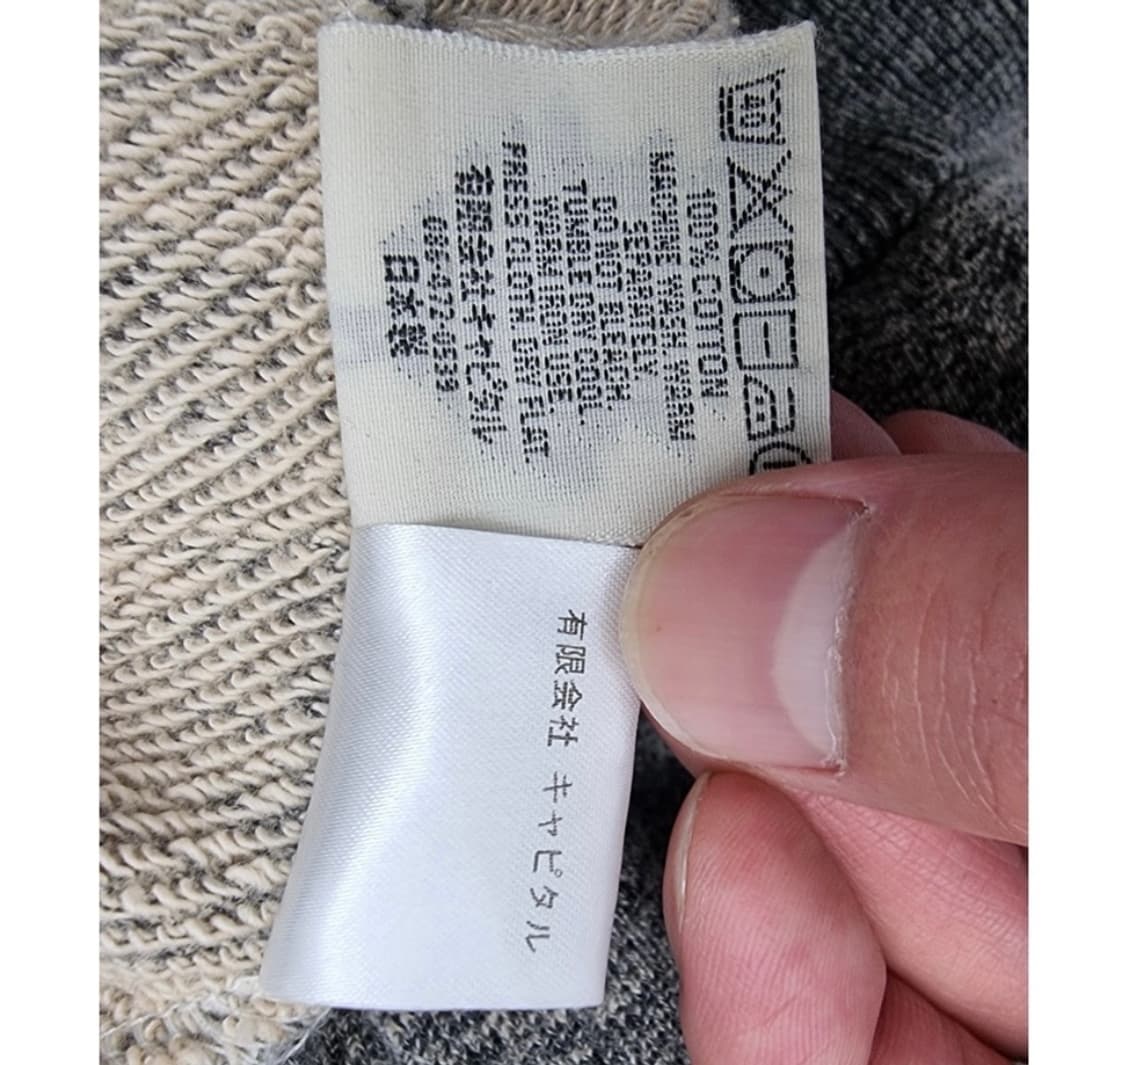 40
100% COTTON
MACHINE WASH. WARM
SEPARATELY
DO NOT BLEACH
TUMBLE DRY COOL
WARM IRON USE
PRESS CLOTH DRY FLAT
有限会社キャピタル
086-472-0559
日本製
有限会社 キャピタル